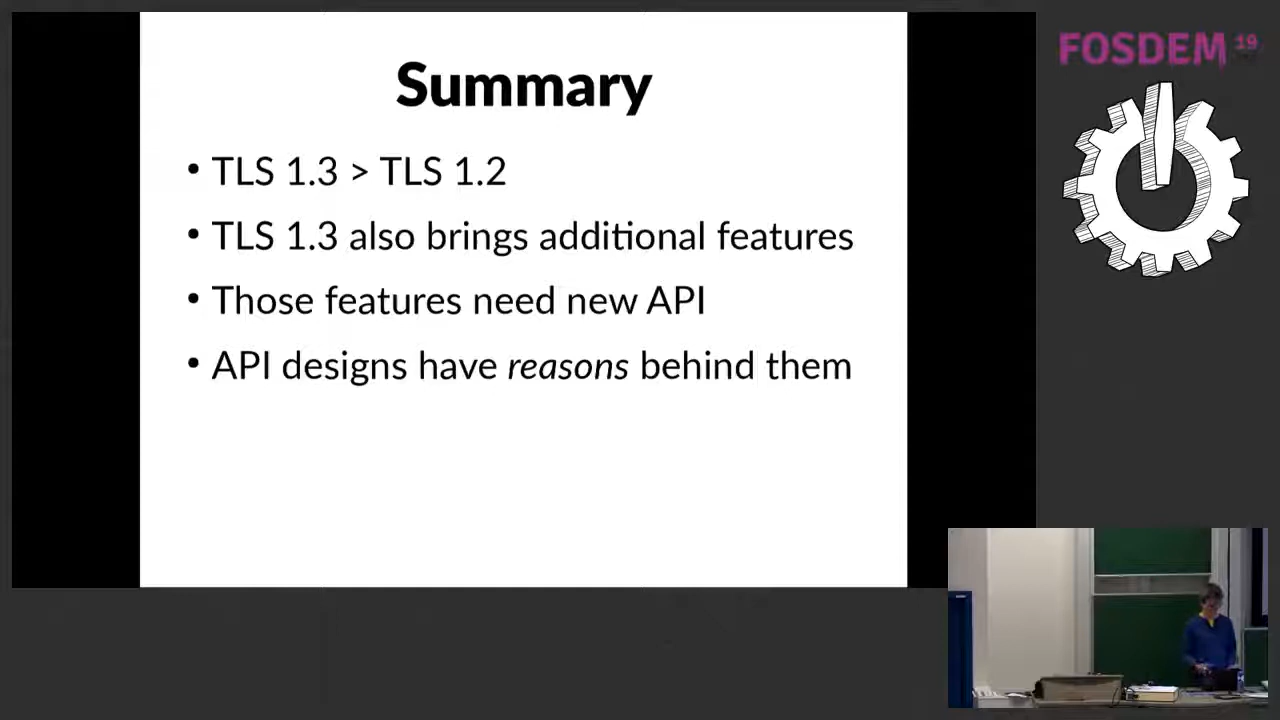 FOSDEM 19
Summary
• TLS 1.3 > TLS 1.2
• TLS 1.3 also brings additional features
• Those features need new API
• API designs have reasons behind them